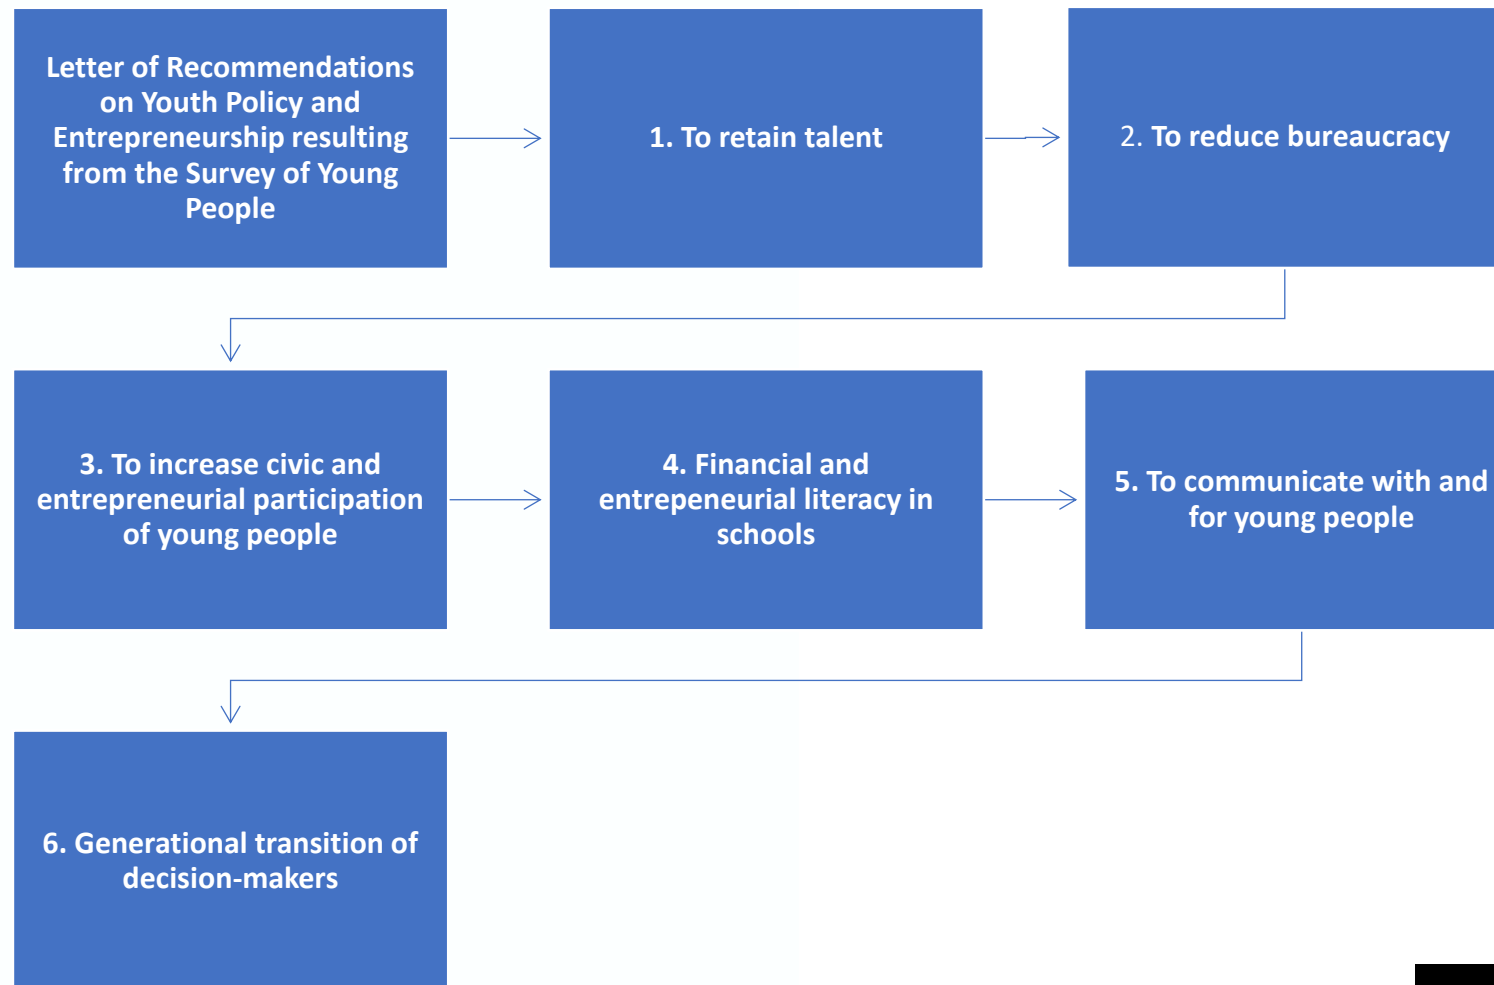 Letter of Recommendations
on Youth Policy and
Entrepreneurship resulting
from the Survey of Young
People
1. To retain talent
2. To reduce bureaucracy
3. To increase civic and
entrepreneurial participation
of young people
4. Financial and
entrepeneurial literacy in
schools
5. To communicate with and
for young people
6. Generational transition of
decision-makers